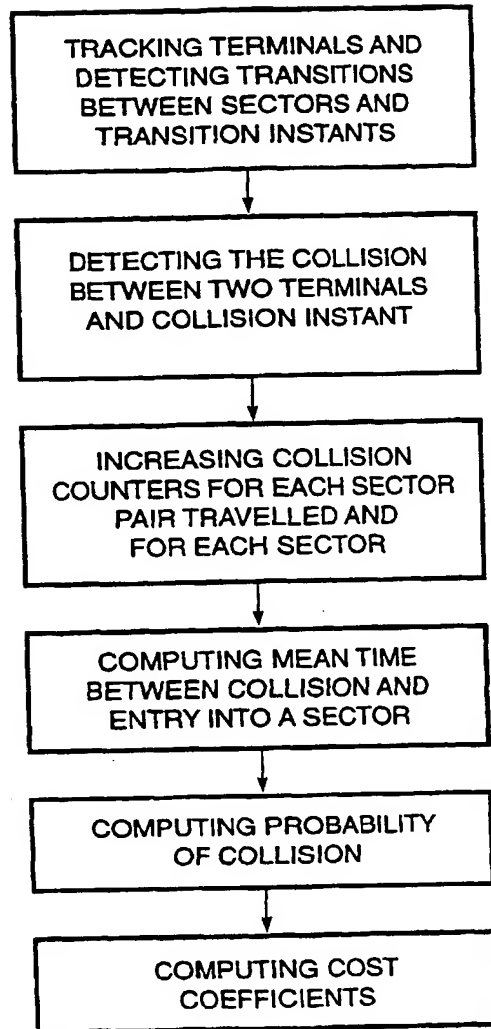 TRACKING TERMINALS AND
DETECTING TRANSITIONS
BETWEEN SECTORS AND
TRANSITION INSTANTS
DETECTING THE COLLISION
BETWEEN TWO TERMINALS
AND COLLISION INSTANT
INCREASING COLLISION
COUNTERS FOR EACH SECTOR
PAIR TRAVELLED AND
FOR EACH SECTOR
COMPUTING MEAN TIME
BETWEEN COLLISION AND
ENTRY INTO A SECTOR
COMPUTING PROBABILITY
OF COLLISION
COMPUTING COST
COEFFICIENTS